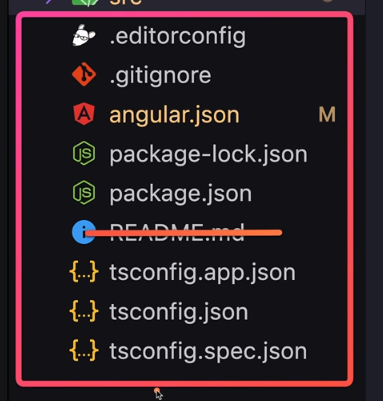 src
.editorconfig
.gitignore
angular.json M
package-lock.json
package.json
README.md
tsconfig.app.json
tsconfig.json
tsconfig.spec.json